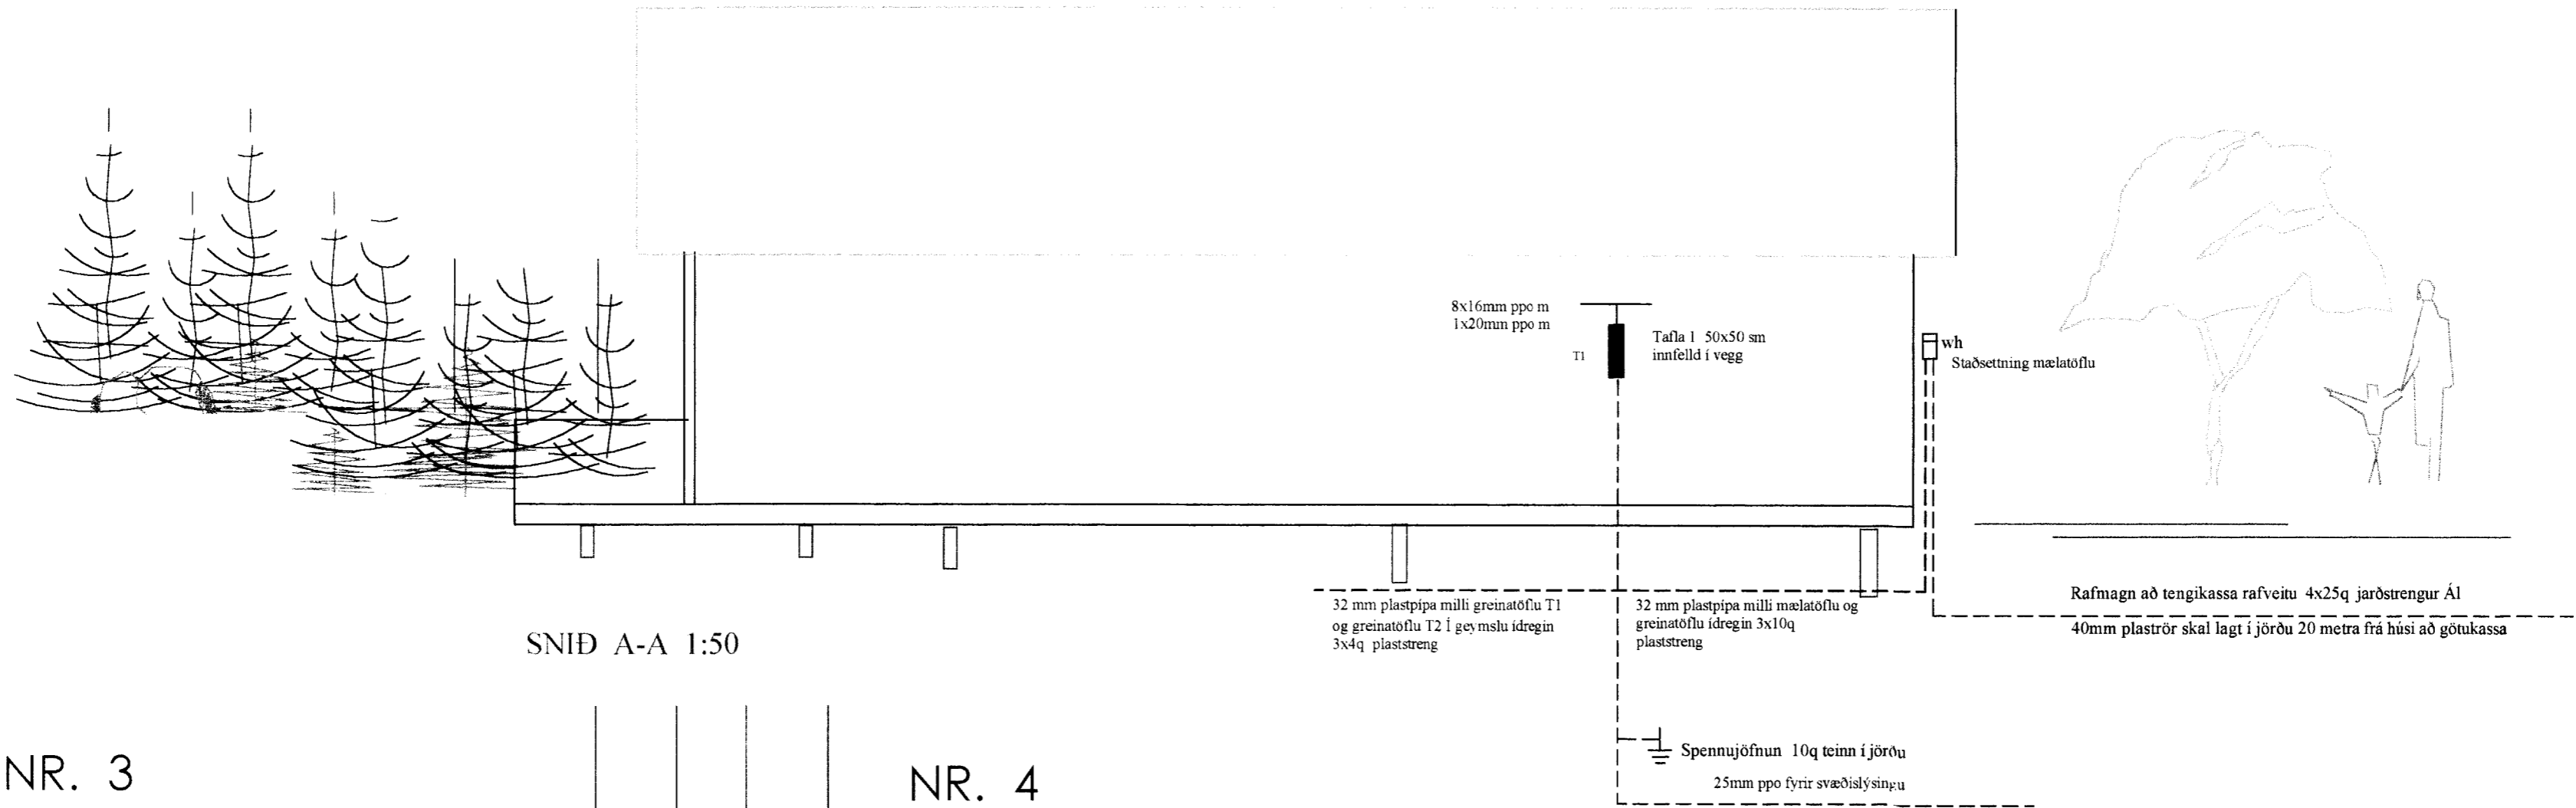 8x16mm ppo m
1x20mm ppo m
T1
Tafla 1 50x50 sm
innfelld í vegg
wh
Staðsettning mælatöflu
32 mm plastpípa milli greinatöflu T1
og greinatöflu T2 Í geymslu ídregin
3x4q plaststreng
32 mm plastpípa milli mælatöflu og
greinatöflu ídregin 3x10q
plaststreng
Rafmagn að tengikassa rafveitu 4x25q jarðstrengur Ál
40mm plaströr skal lagt í jörðu 20 metra frá húsi að götukassa
SNIÐ A-A 1:50
Spennujöfnun 10q teinn í jörðu
25mm ppo fyrir svæðislýsingu
NR. 3
NR. 4